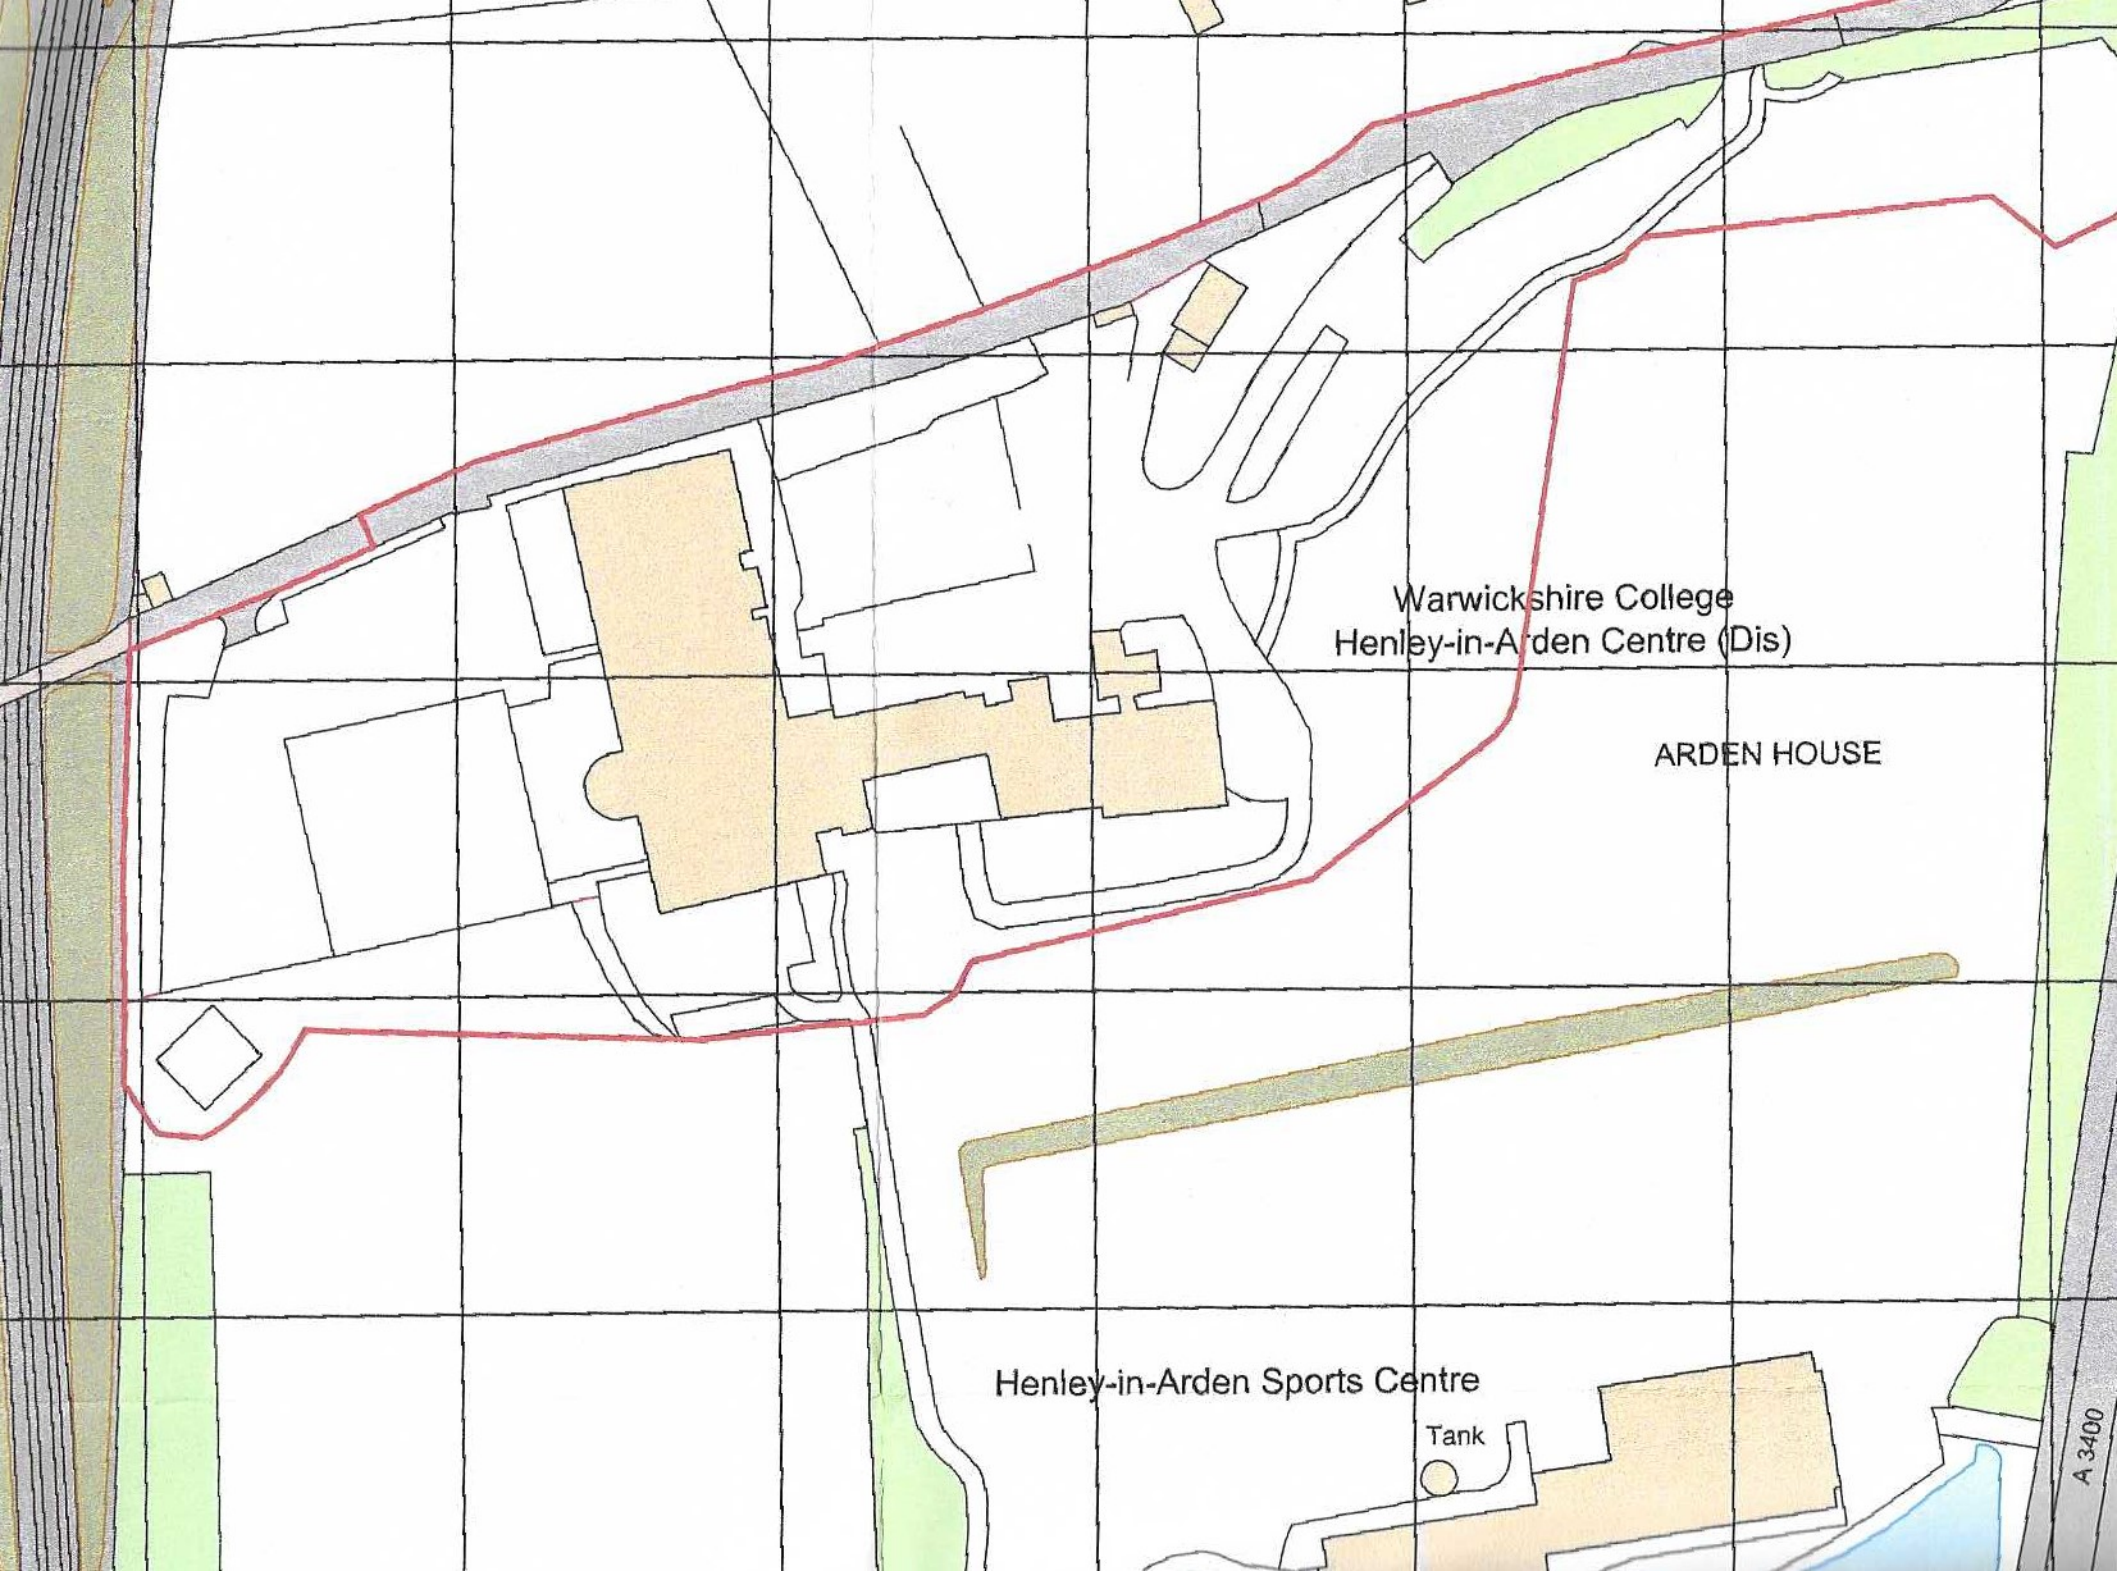 Warwickshire College
Henley-in-Arden Centre (Dis)
ARDEN HOUSE
Henley-in-Arden Sports Centre
Tank
A 3400